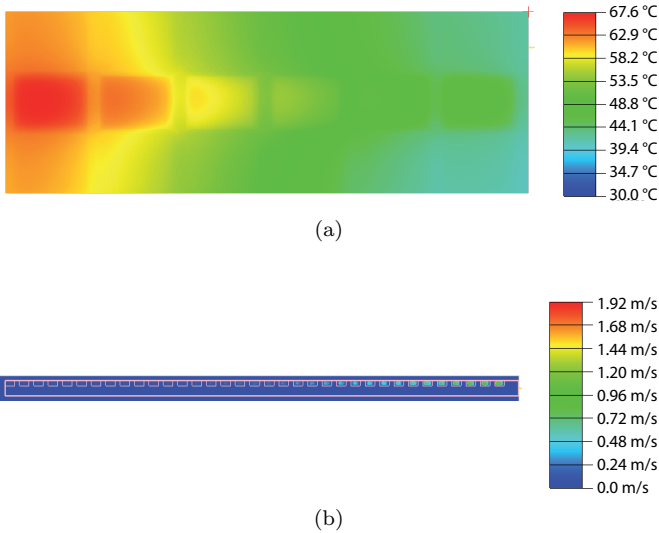 67.6 °C
62.9 °C
58.2 °C
53.5 °C
48.8 °C
44.1 °C
39.4 °C
34.7 °C
30.0 °C
(a)
1.92 m/s
1.68 m/s
1.44 m/s
1.20 m/s
0.96 m/s
0.72 m/s
0.48 m/s
0.24 m/s
0.0 m/s
(b)